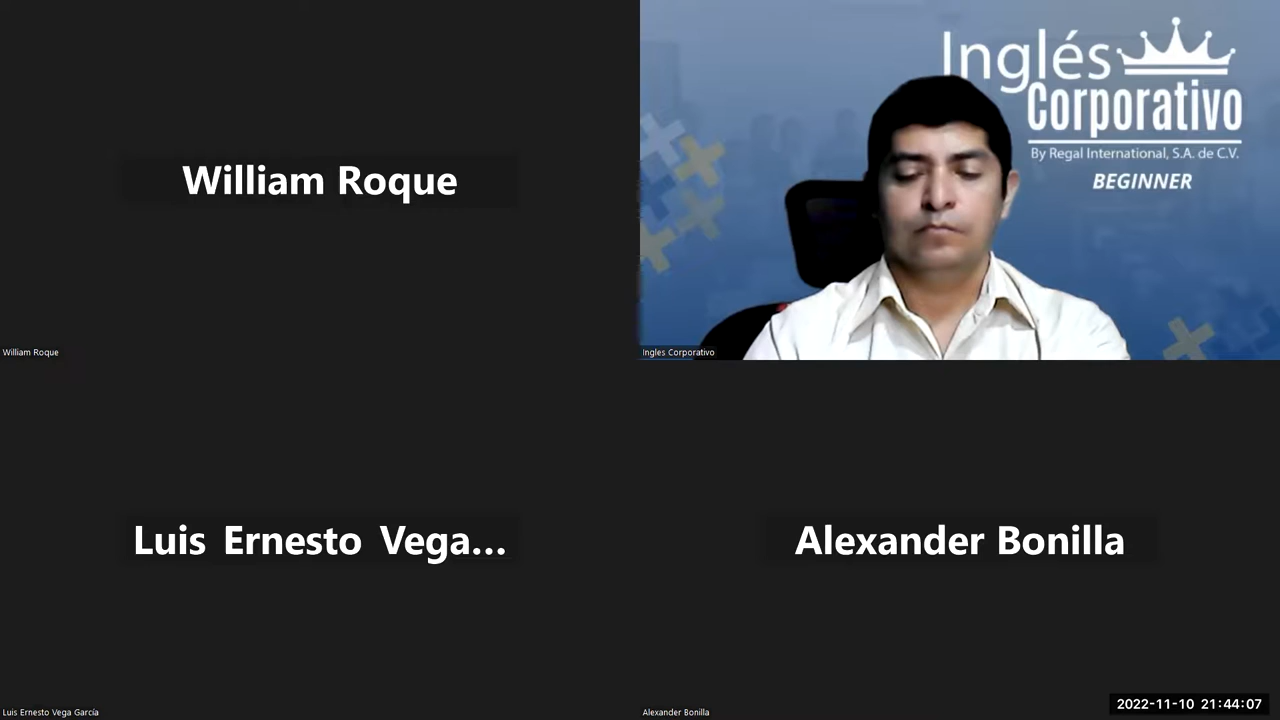 William Roque
William Roque
Inglés
Corporativo
By Regal International, S.A. de C.V.
BEGINNER
Ingles Corporativo
Luis Ernesto Vega...
Luis Ernesto Vega García
Alexander Bonilla
Alexander Bonilla
2022-11-10 21:44:07